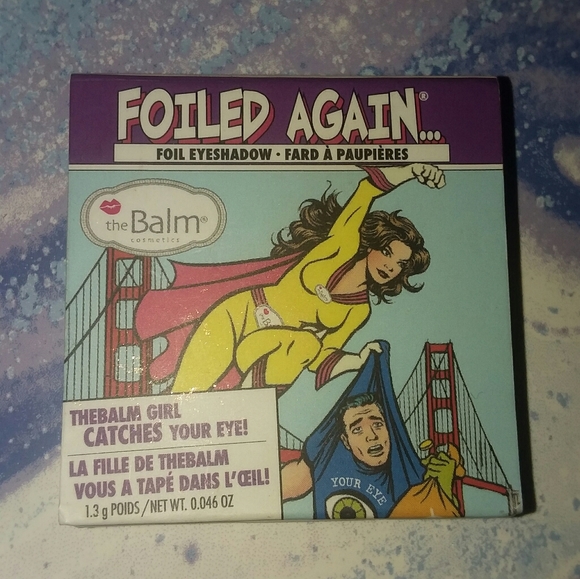 FOILED AGAIN®...
FOIL EYESHADOW · FARD À PAUPIÈRES
theBalm®
cosmetics
theBalm
THEBALM GIRL
CATCHES YOUR EYE!
LA FILLE DE THEBALM
VOUS A TAPÉ DANS L'ŒIL!
1.3 g POIDS / NET WT. 0.046 OZ
YOUR EYE